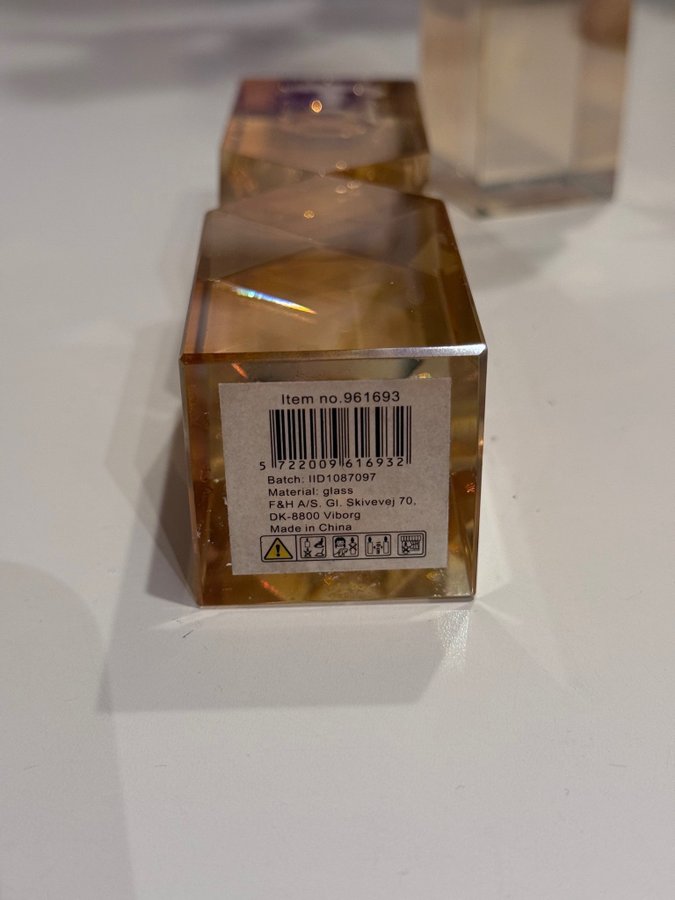 Item no.961693
5 722009 616932
Batch: IID1087097
Material: glass
F&H A/S. Gl. Skivevej 70,
DK-8800 Viborg
Made in China